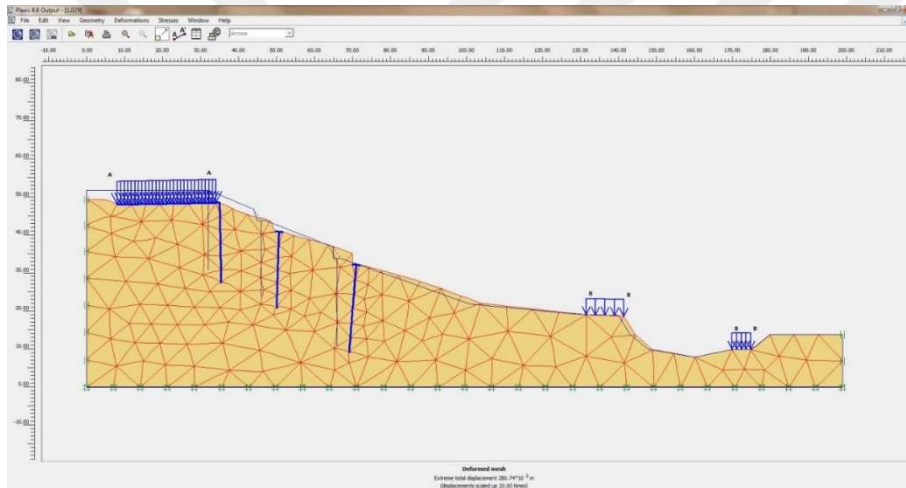 Plaxis 8.6 Output - [1,029]
File Edit View Geometry Deformations Stresses Window Help
Arrows
-10.00 0.00 10.00 20.00 30.00 40.00 50.00 60.00 70.00 80.00 90.00 100.00 110.00 120.00 130.00 140.00 150.00 160.00 170.00 180.00 190.00 200.00 210.00
80.00
70.00
60.00
50.00
40.00
30.00
20.00
10.00
0.00
-10.00
A A
B B
B B
Deformed mesh
Extreme total displacement 280.74*10⁻³ m
(displacements scaled up 20.00 times)